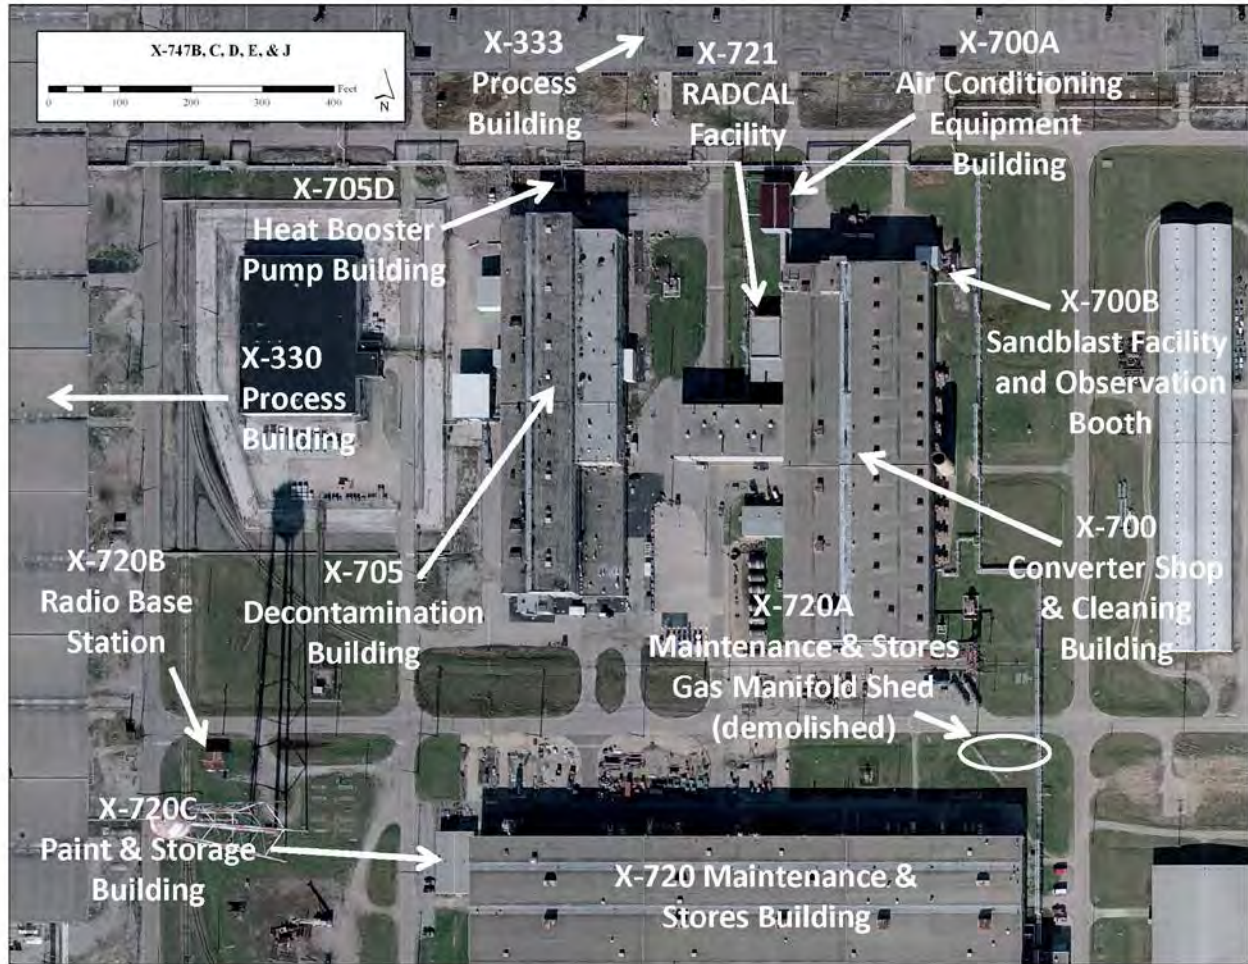 X-747B, C, D, E, & J
Feet
0 100 200 300 400
N
X-333
Process
Building
X-721
RADCAL
Facility
X-700A
Air Conditioning
Equipment
Building
X-705D
Heat Booster
Pump Building
X-700B
Sandblast Facility
and Observation
Booth
X-330
Process
Building
X-720B
Radio Base
Station
X-705
Decontamination
Building
X-700
Converter Shop
& Cleaning
Building
X-720A
Maintenance & Stores
Gas Manifold Shed
(demolished)
X-720C
Paint & Storage
Building
X-720 Maintenance &
Stores Building